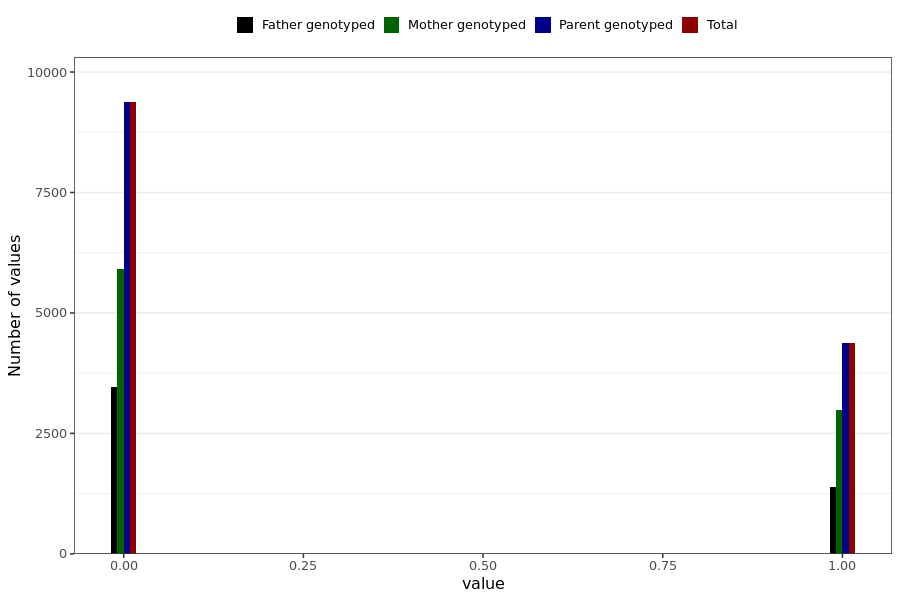 Father genotyped Mother genotyped Parent genotyped Total
Number of values
10000
7500
5000
2500
0
0.00 0.25 0.50 0.75 1.00
value